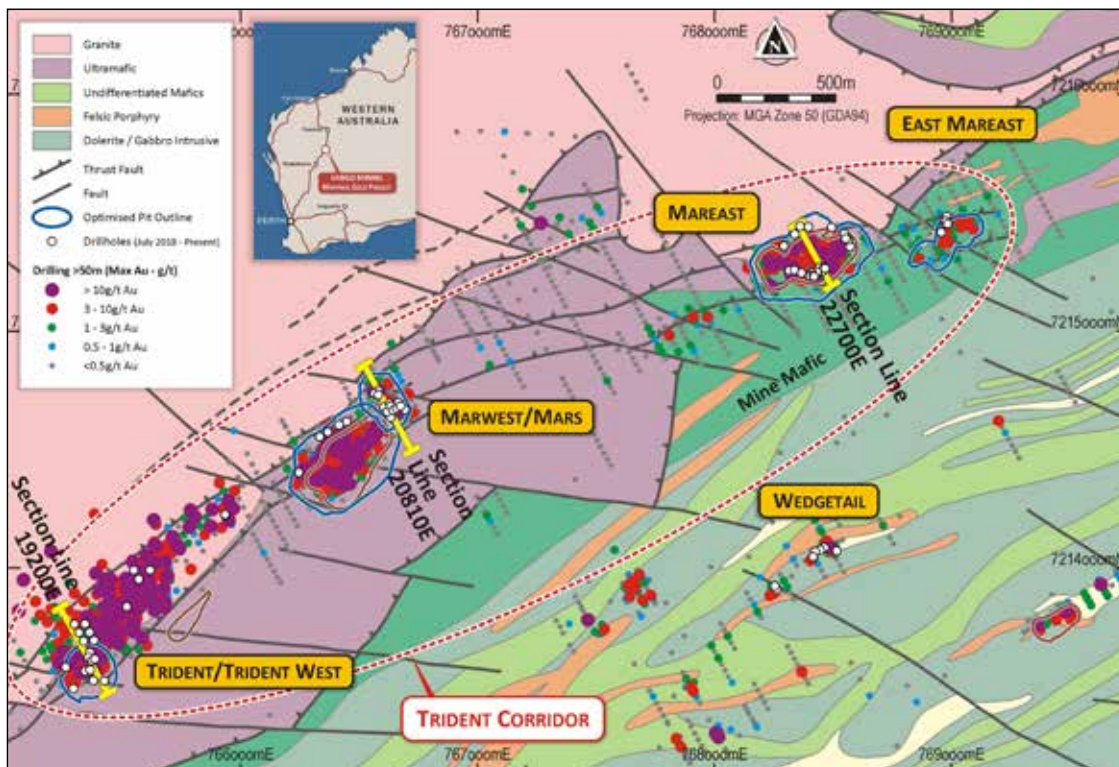 Granite
Ultramafic
Undifferentiated Mafics
Felsic Porphyry
Dolerite / Gabbro Intrusive
Thrust Fault
Fault
Optimised Pit Outline
Drillholes (July 2018 - Present)
Drilling >50m (Max Au - g/t)
> 10g/t Au
3 - 10g/t Au
1 - 3g/t Au
0.5 - 1g/t Au
<0.5g/t Au
WESTERN
AUSTRALIA
PERTH
767000mE
768000mE
769000mE
N
0 500m
Projection: MGA Zone 50 (GDA94)
7216000mN
EAST MAREAST
MAREAST
Section Line
22700E
7215000mN
Mine Mafic
MARWEST/MARS
Section
Line
20810E
WEDGETAIL
7214000mN
Section Line
19200E
TRIDENT/TRIDENT WEST
TRIDENT CORRIDOR
766000mE
767000mE
768000mE
769000mE